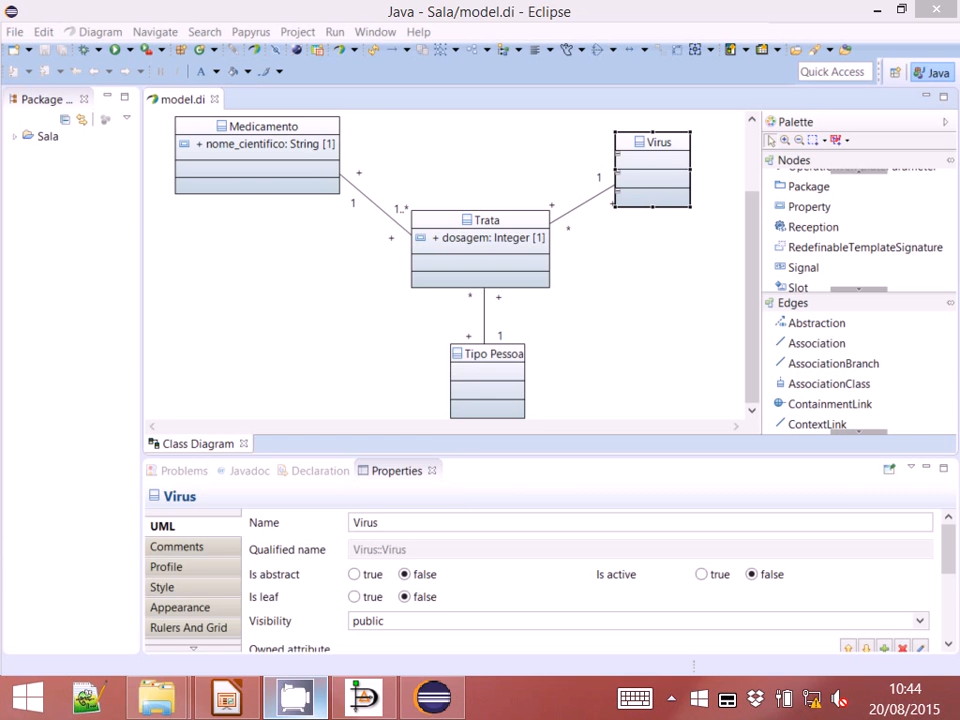 Java - Sala/model.di - Eclipse
File Edit Diagram Navigate Search Papyrus Project Run Window Help
Quick Access
Java
Package ...
model.di
Sala
Medicamento
+ nome_cientifico: String [1]
Virus
+
1
1
1..*
+
+
*
Trata
+ dosagem: Integer [1]
*
+
+
1
Tipo Pessoa
Palette
Nodes
Package
Property
Reception
RedefinableTemplateSignature
Signal
Slot
Edges
Abstraction
Association
AssociationBranch
AssociationClass
ContainmentLink
ContextLink
Class Diagram
Problems Javadoc Declaration Properties
Virus
UML
Comments
Profile
Style
Appearance
Rulers And Grid
Name Virus
Qualified name Virus::Virus
Is abstract true false Is active true false
Is leaf true false
Visibility public
Owned attribute
10:44
20/08/2015